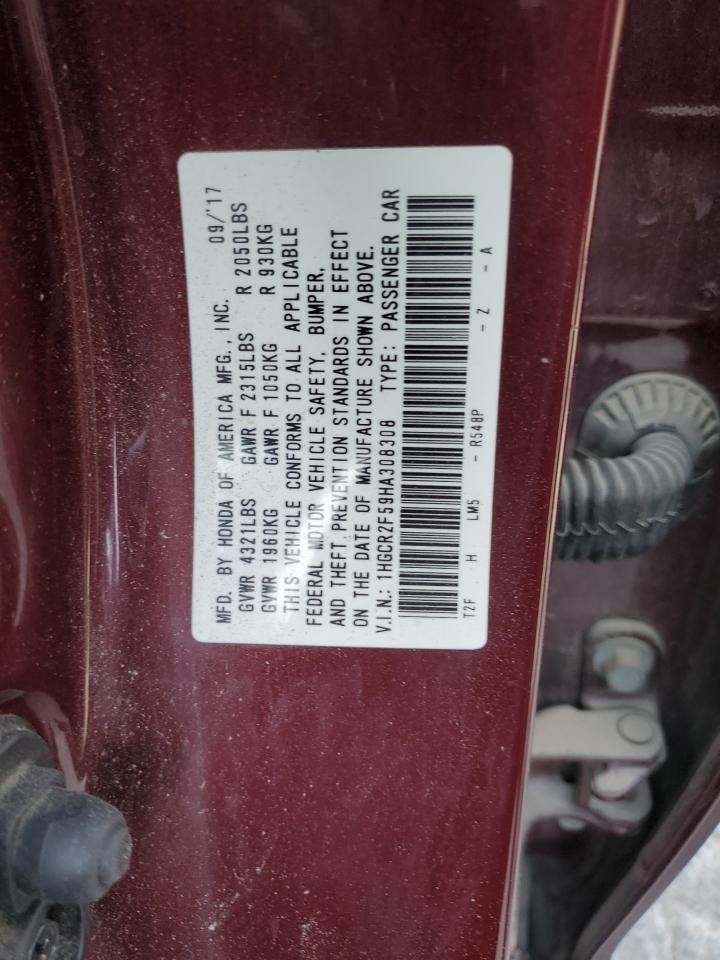 MFD. BY HONDA OF AMERICA MFG., INC. 09/'17
GVWR 4321LBS GAWR F 2315LBS R 2050LBS
GVWR 1960KG GAWR F 1050KG R 930KG
THIS VEHICLE CONFORMS TO ALL APPLICABLE
FEDERAL MOTOR VEHICLE SAFETY, BUMPER,
AND THEFT PREVENTION STANDARDS IN EFFECT
ON THE DATE OF MANUFACTURE SHOWN ABOVE.
V.I.N.: 1HGCR2F59HA308308 TYPE: PASSENGER CAR
T2F H LM5 - R548P - Z - A